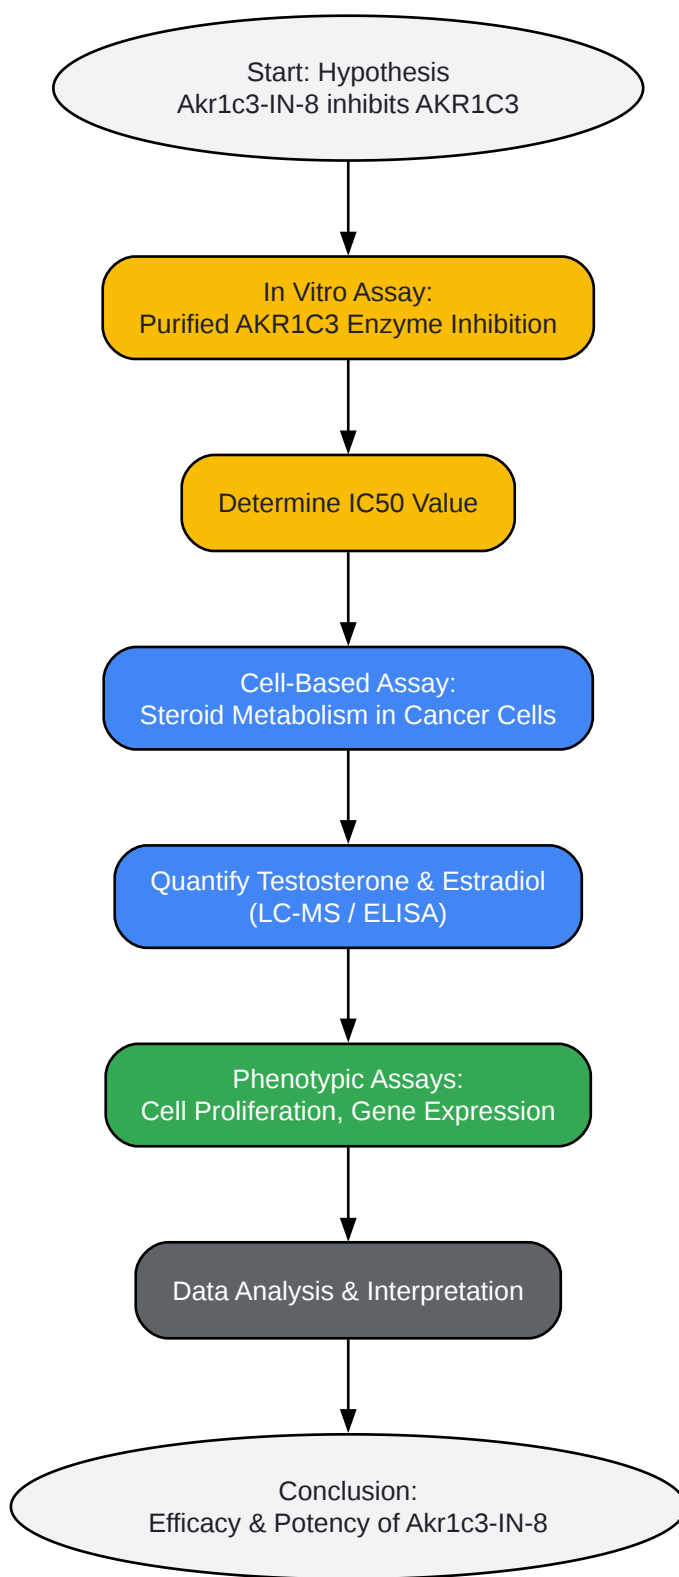 Start: Hypothesis
Akr1c3-IN-8 inhibits AKR1C3
In Vitro Assay:
Purified AKR1C3 Enzyme Inhibition
Determine IC50 Value
Cell-Based Assay:
Steroid Metabolism in Cancer Cells
Quantify Testosterone & Estradiol
(LC-MS / ELISA)
Phenotypic Assays:
Cell Proliferation, Gene Expression
Data Analysis & Interpretation
Conclusion:
Efficacy & Potency of Akr1c3-IN-8